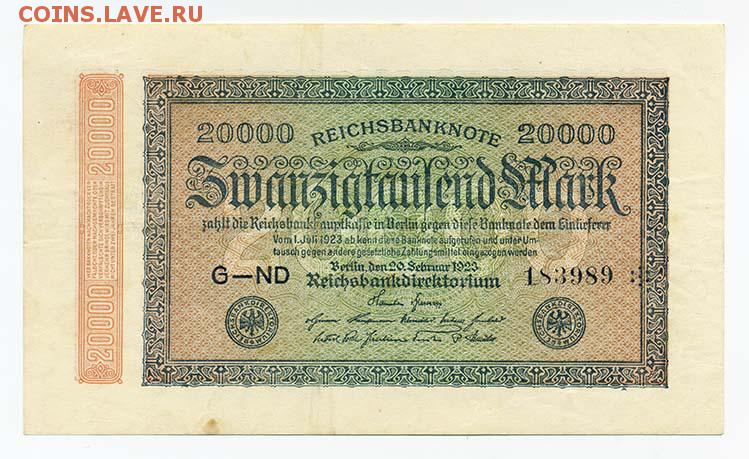 COINS.LAVE.RU
20000 REICHSBANKNOTE 20000
Zwanzigtausend Mark
zahlt die Reichsbankhauptkasse in Berlin gegen diese Banknote dem Einlieferer
Vom 1. Juli 1923 ab kann diese Banknote aufgerufen und unter Um-
tausch gegen andere gesetzliche Zahlungsmittel eingezogen werden
Berlin, den 20. Februar 1923
G—ND Reichsbankdirektorium 183989
20000
20000